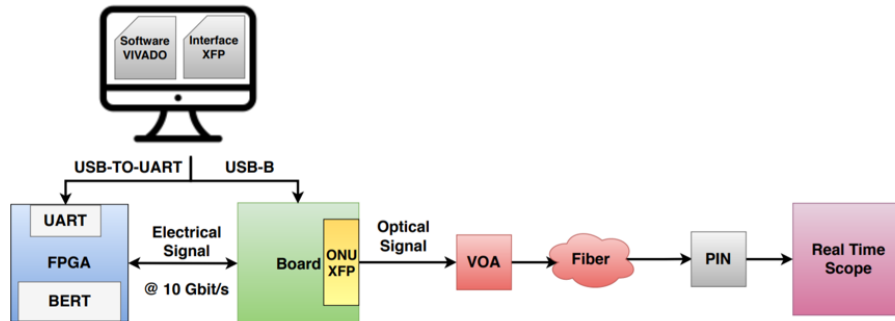 Software
VIVADO
Interface
XFP
USB-TO-UART
USB-B
UART
FPGA
BERT
Electrical
Signal
@ 10 Gbit/s
Board
ONU
XFP
Optical
Signal
VOA
Fiber
PIN
Real Time
Scope